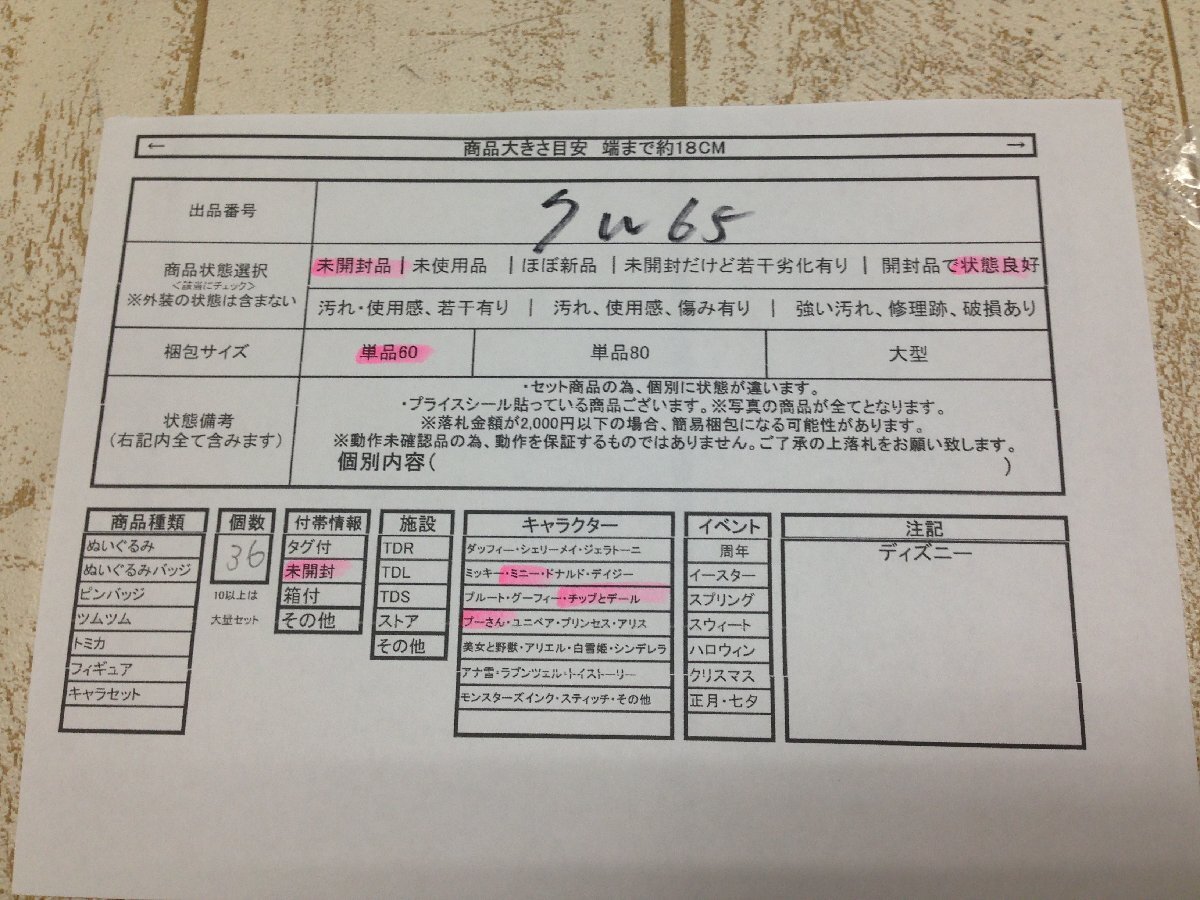 ← 商品大きさ目安 端まで約18CM →
出品番号
クw65
商品状態選択
<該当にチェック>
※外装の状態は含まない
未開封品 | 未使用品 | ほぼ新品 | 未開封だけど若干劣化有り | 開封品で状態良好
汚れ・使用感、若干有り | 汚れ、使用感、傷み有り | 強い汚れ、修理跡、破損あり
梱包サイズ 単品60 単品80 大型
状態備考
(右記内全て含みます)
・セット商品の為、個別に状態が違います。
・プライスシール貼っている商品ございます。※写真の商品が全てとなります。
※落札金額が2,000円以下の場合、簡易梱包になる可能性があります。
※動作未確認品の為、動作を保証するものではありません。ご了承の上落札をお願い致します。
個別内容( )
商品種類
ぬいぐるみ
ぬいぐるみバッジ
ピンバッジ
ツムツム
トミカ
フィギュア
キャラセット
個数
36
10以上は
大量セット
付帯情報
タグ付
未開封
箱付
その他
施設
TDR
TDL
TDS
ストア
その他
キャラクター
ダッフィー・シェリーメイ・ジェラトーニ
ミッキー・ミニー・ドナルド・デイジー
プルート・グーフィー・チップとデール
プーさん・ユニベア・プリンセス・アリス
美女と野獣・アリエル・白雪姫・シンデレラ
アナ雪・ラプンツェル・トイストーリー
モンスターズインク・スティッチ・その他
イベント
周年
イースター
スプリング
スウィート
ハロウィン
クリスマス
正月・七夕
注記
ディズニー